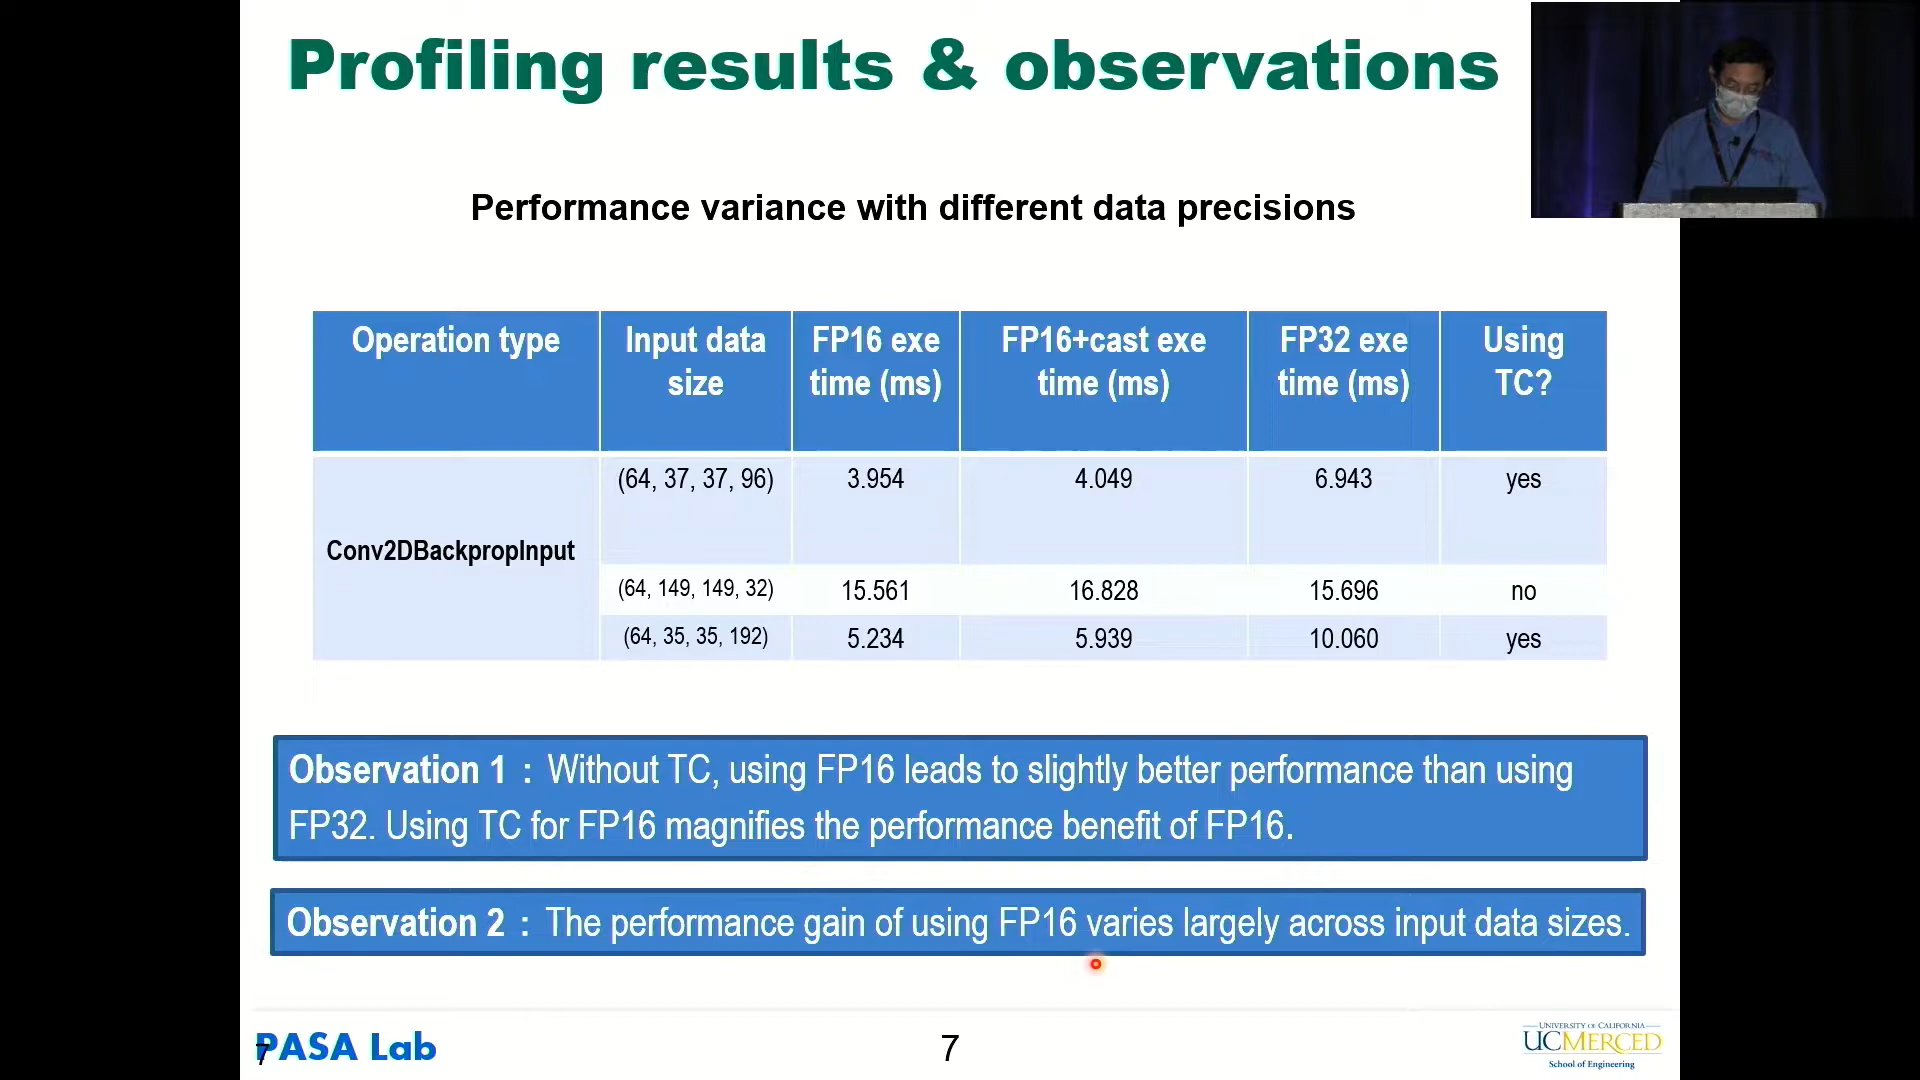 Profiling results & observations
Performance variance with different data precisions
Operation type
Input data
size
FP16 exe
time (ms)
FP16+cast exe
time (ms)
FP32 exe
time (ms)
Using
TC?
Conv2DBackpropInput
(64, 37, 37, 96)
3.954
4.049
6.943
yes
(64, 149, 149, 32)
15.561
16.828
15.696
no
(64, 35, 35, 192)
5.234
5.939
10.060
yes
Observation 1 : Without TC, using FP16 leads to slightly better performance than using
FP32. Using TC for FP16 magnifies the performance benefit of FP16.
Observation 2 : The performance gain of using FP16 varies largely across input data sizes.
PASA Lab
7
7
UNIVERSITY OF CALIFORNIA
UCMERCED
School of Engineering